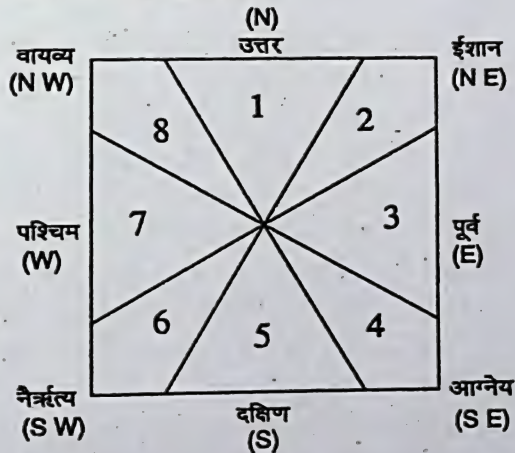 (N)
उत्तर
वायव्य
(N W)
ईशान
(N E)
1
2
8
7
3
पश्चिम
(W)
पूर्व
(E)
6
5
4
नैर्ऋत्य
(S W)
दक्षिण
(S)
आग्नेय
(S E)